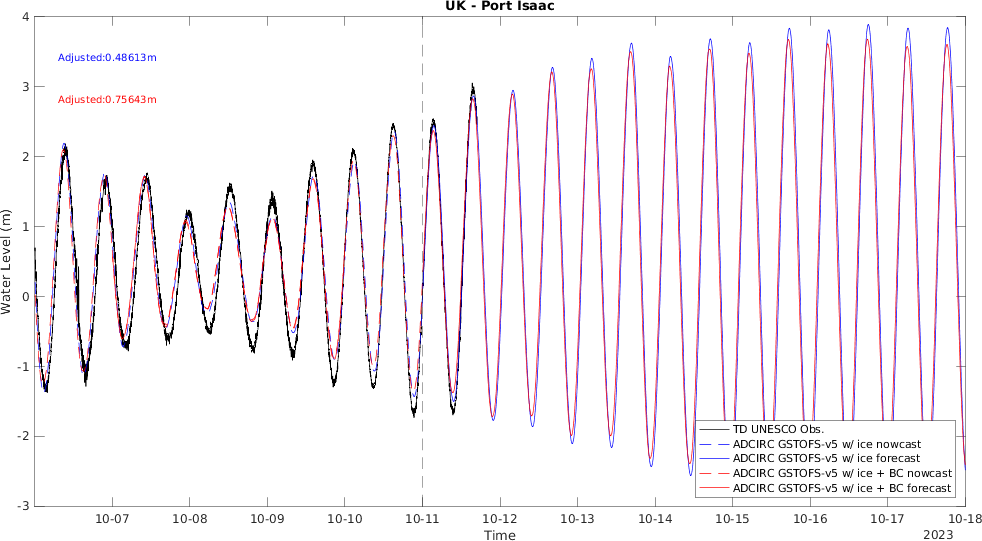 UK - Port Isaac
Adjusted:0.48613m
Adjusted:0.75643m
Water Level (m)
4
3
2
1
0
-1
-2
-3
TD UNESCO Obs.
ADCIRC GSTOFS-v5 w/ ice nowcast
ADCIRC GSTOFS-v5 w/ ice forecast
ADCIRC GSTOFS-v5 w/ ice + BC nowcast
ADCIRC GSTOFS-v5 w/ ice + BC forecast
10-07 10-08 10-09 10-10 10-11 10-12 10-13 10-14 10-15 10-16 10-17 10-18
Time
2023